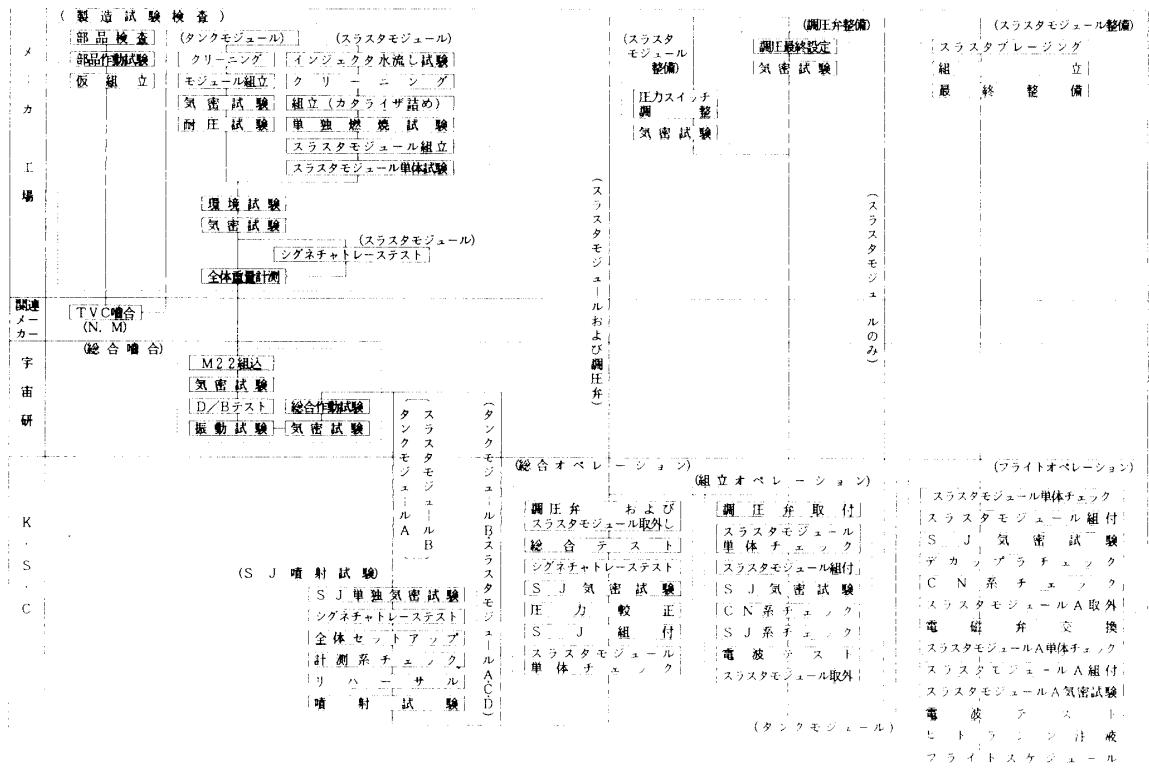 (製造試験検査)
部品検査
部品作動試験
仮組立
(タンクモジュール)
クリーニング
モジュール組立
気密試験
耐圧試験
(スラスタモジュール)
インジェクタ水流し試験
クリーニング
組立(カタライザ詰め)
単独燃焼試験
スラスタモジュール組立
スラスタモジュール単体試験
環境試験
気密試験
(スラスタモジュール)
シグネチャトレーステスト
全体重量計測
(スラスタ
モジュール
整備)
圧力スイッチ
調整
気密試験
(調圧弁整備)
調圧最終設定
気密試験
(スラスタモジュール整備)
スラスタブレージング
組立
最終整備
メーカ工場
(スラスタモジュールおよび調圧弁)
(スラスタモジュールのみ)
関連
メー
カー
TVC噛合
(N. M)
宇宙研
(総合噛合)
M22組込
気密試験
D/Bテスト
振動試験
総合作動試験
気密試験
タンクモジュールA
スラスタモジュールB
(タンクモジュールBスラスタモジュールACD)
K.S.C
(SJ噴射試験)
SJ単独気密試験
シグネチャトレーステスト
全体セットアップ
計測系チェック
リハーサル
噴射試験
(総合オペレーション)
調圧弁および
スラスタモジュール取外し
総合テスト
シグネチャトレーステスト
SJ気密試験
圧力較正
SJ組付
スラスタモジュール
単体チェック
(組立オペレーション)
調圧弁取付
スラスタモジュール
単体チェック
スラスタモジュール組付
SJ気密試験
CN系チェック
SJ系チェック
電波テスト
スラスタモジュール取外
(タンクモジュール)
(フライトオペレーション)
スラスタモジュール単体チェック
スラスタモジュール組付
SJ気密試験
デカップラチェック
CN系チェック
スラスタモジュールA取外
電磁弁交換
スラスタモジュールA単体チェック
スラスタモジュールA組付
スラスタモジュールA気密試験
電波テスト
ヒドラジン注液
フライトスケジュール